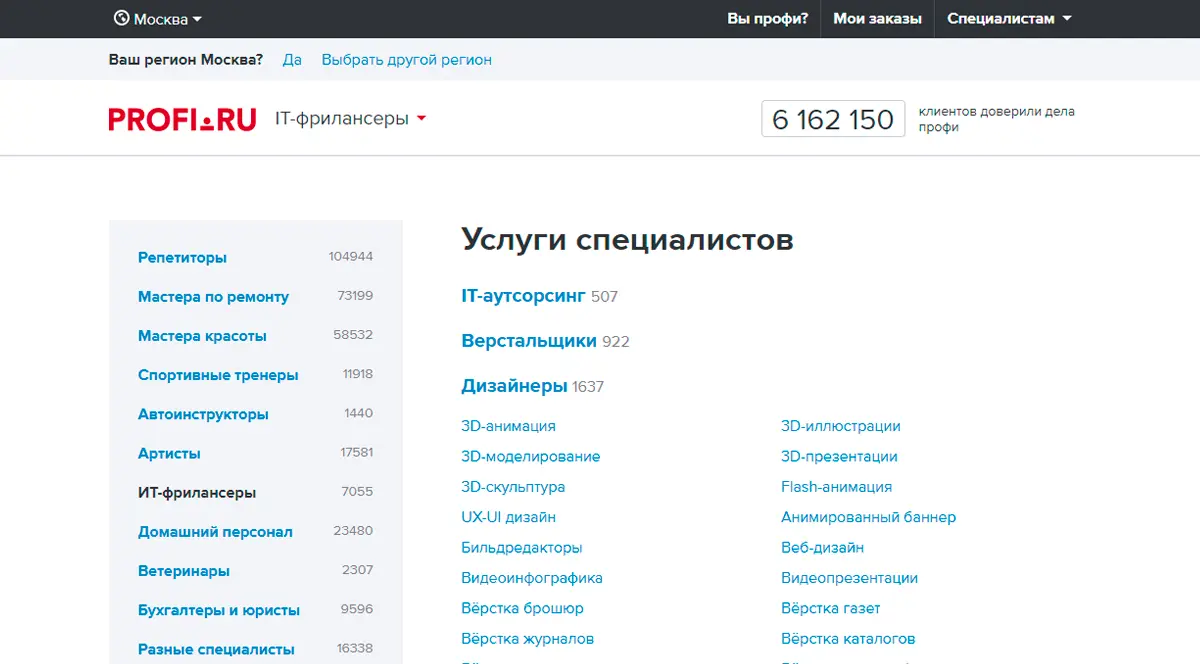 Москва
Вы профи? Мои заказы Специалистам
Ваш регион Москва? Да Выбрать другой регион
PROFI.RU IT-фрилансеры
6 162 150
клиентов доверили дела
профи
Репетиторы 104944
Мастера по ремонту 73199
Мастера красоты 58532
Спортивные тренеры 11918
Автоинструкторы 1440
Артисты 17581
ИТ-фрилансеры 7055
Домашний персонал 23480
Ветеринары 2307
Бухгалтеры и юристы 9596
Разные специалисты 16338
Услуги специалистов
IT-аутсорсинг 507
Верстальщики 922
Дизайнеры 1637
3D-анимация
3D-моделирование
3D-скульптура
UX-UI дизайн
Бильдредакторы
Видеоинфографика
Вёрстка брошюр
Вёрстка журналов
3D-иллюстрации
3D-презентации
Flash-анимация
Анимированный баннер
Веб-дизайн
Видеопрезентации
Вёрстка газет
Вёрстка каталогов